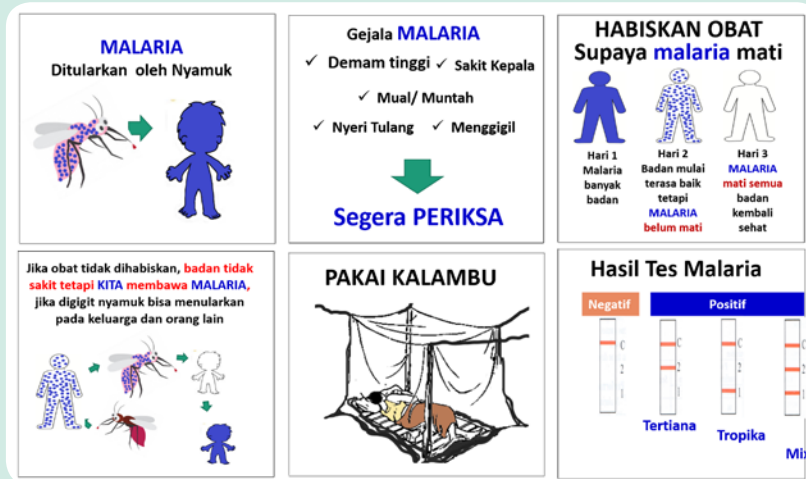 MALARIA
Ditularkan oleh Nyamuk
Gejala MALARIA
✓ Demam tinggi ✓ Sakit Kepala
✓ Mual/ Muntah
✓ Nyeri Tulang ✓ Menggigil
Segera PERIKSA
HABISKAN OBAT
Supaya malaria mati
Hari 1
Malaria
banyak
badan
Hari 2
Badan mulai
terasa baik
tetapi
MALARIA
belum mati
Hari 3
MALARIA
mati semua
badan
kembali
sehat
Jika obat tidak dihabiskan, badan tidak
sakit tetapi KITA membawa MALARIA,
jika digigit nyamuk bisa menularkan
pada keluarga dan orang lain
PAKAI KALAMBU
Hasil Tes Malaria
Negatif
Positif
C
2
1
C
2
1
C
2
1
C
2
1
Tertiana
Tropika
Mix